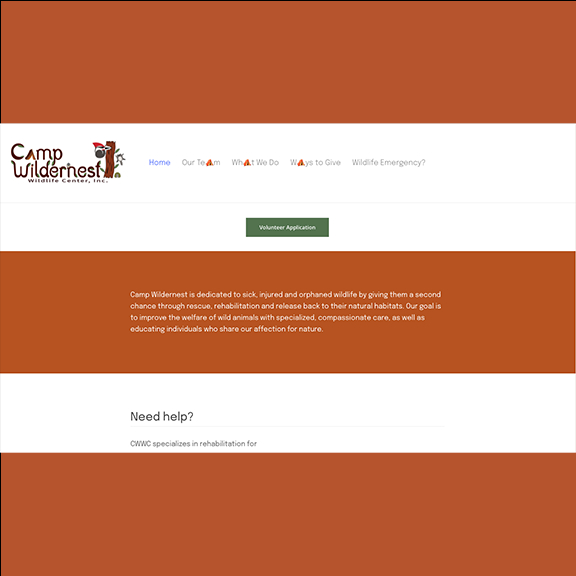 Camp
Wildernest
Wildlife Center, Inc.
Home Our Team What We Do Ways to Give Wildlife Emergency?
Volunteer Application
Camp Wildernest is dedicated to sick, injured and orphaned wildlife by giving them a second
chance through rescue, rehabilitation and release back to their natural habitats. Our goal is
to improve the welfare of wild animals with specialized, compassionate care, as well as
educating individuals who share our affection for nature.
Need help?
CWWC specializes in rehabilitation for